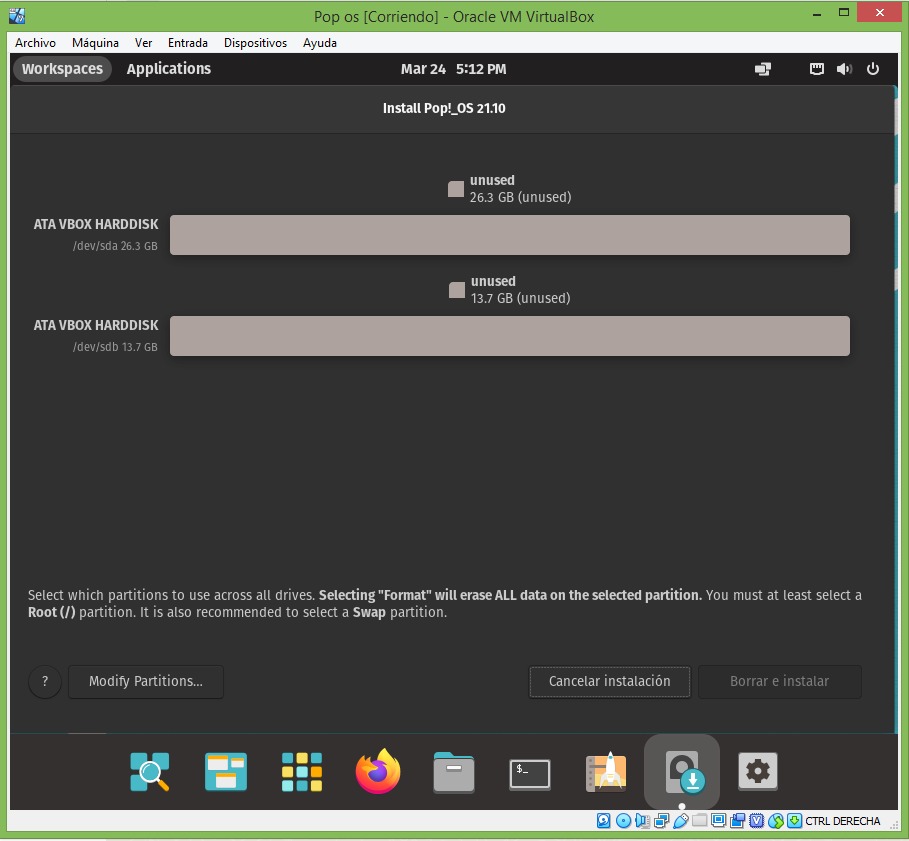 Pop os [Corriendo] - Oracle VM VirtualBox
Archivo Máquina Ver Entrada Dispositivos Ayuda
Workspaces Applications Mar 24 5:12 PM
Install Pop!_OS 21.10
unused
26.3 GB (unused)
ATA VBOX HARDDISK
/dev/sda 26.3 GB
unused
13.7 GB (unused)
ATA VBOX HARDDISK
/dev/sdb 13.7 GB
Select which partitions to use across all drives. Selecting "Format" will erase ALL data on the selected partition. You must at least select a
Root (/) partition. It is also recommended to select a Swap partition.
? Modify Partitions... Cancelar instalación Borrar e instalar
$_
CTRL DERECHA